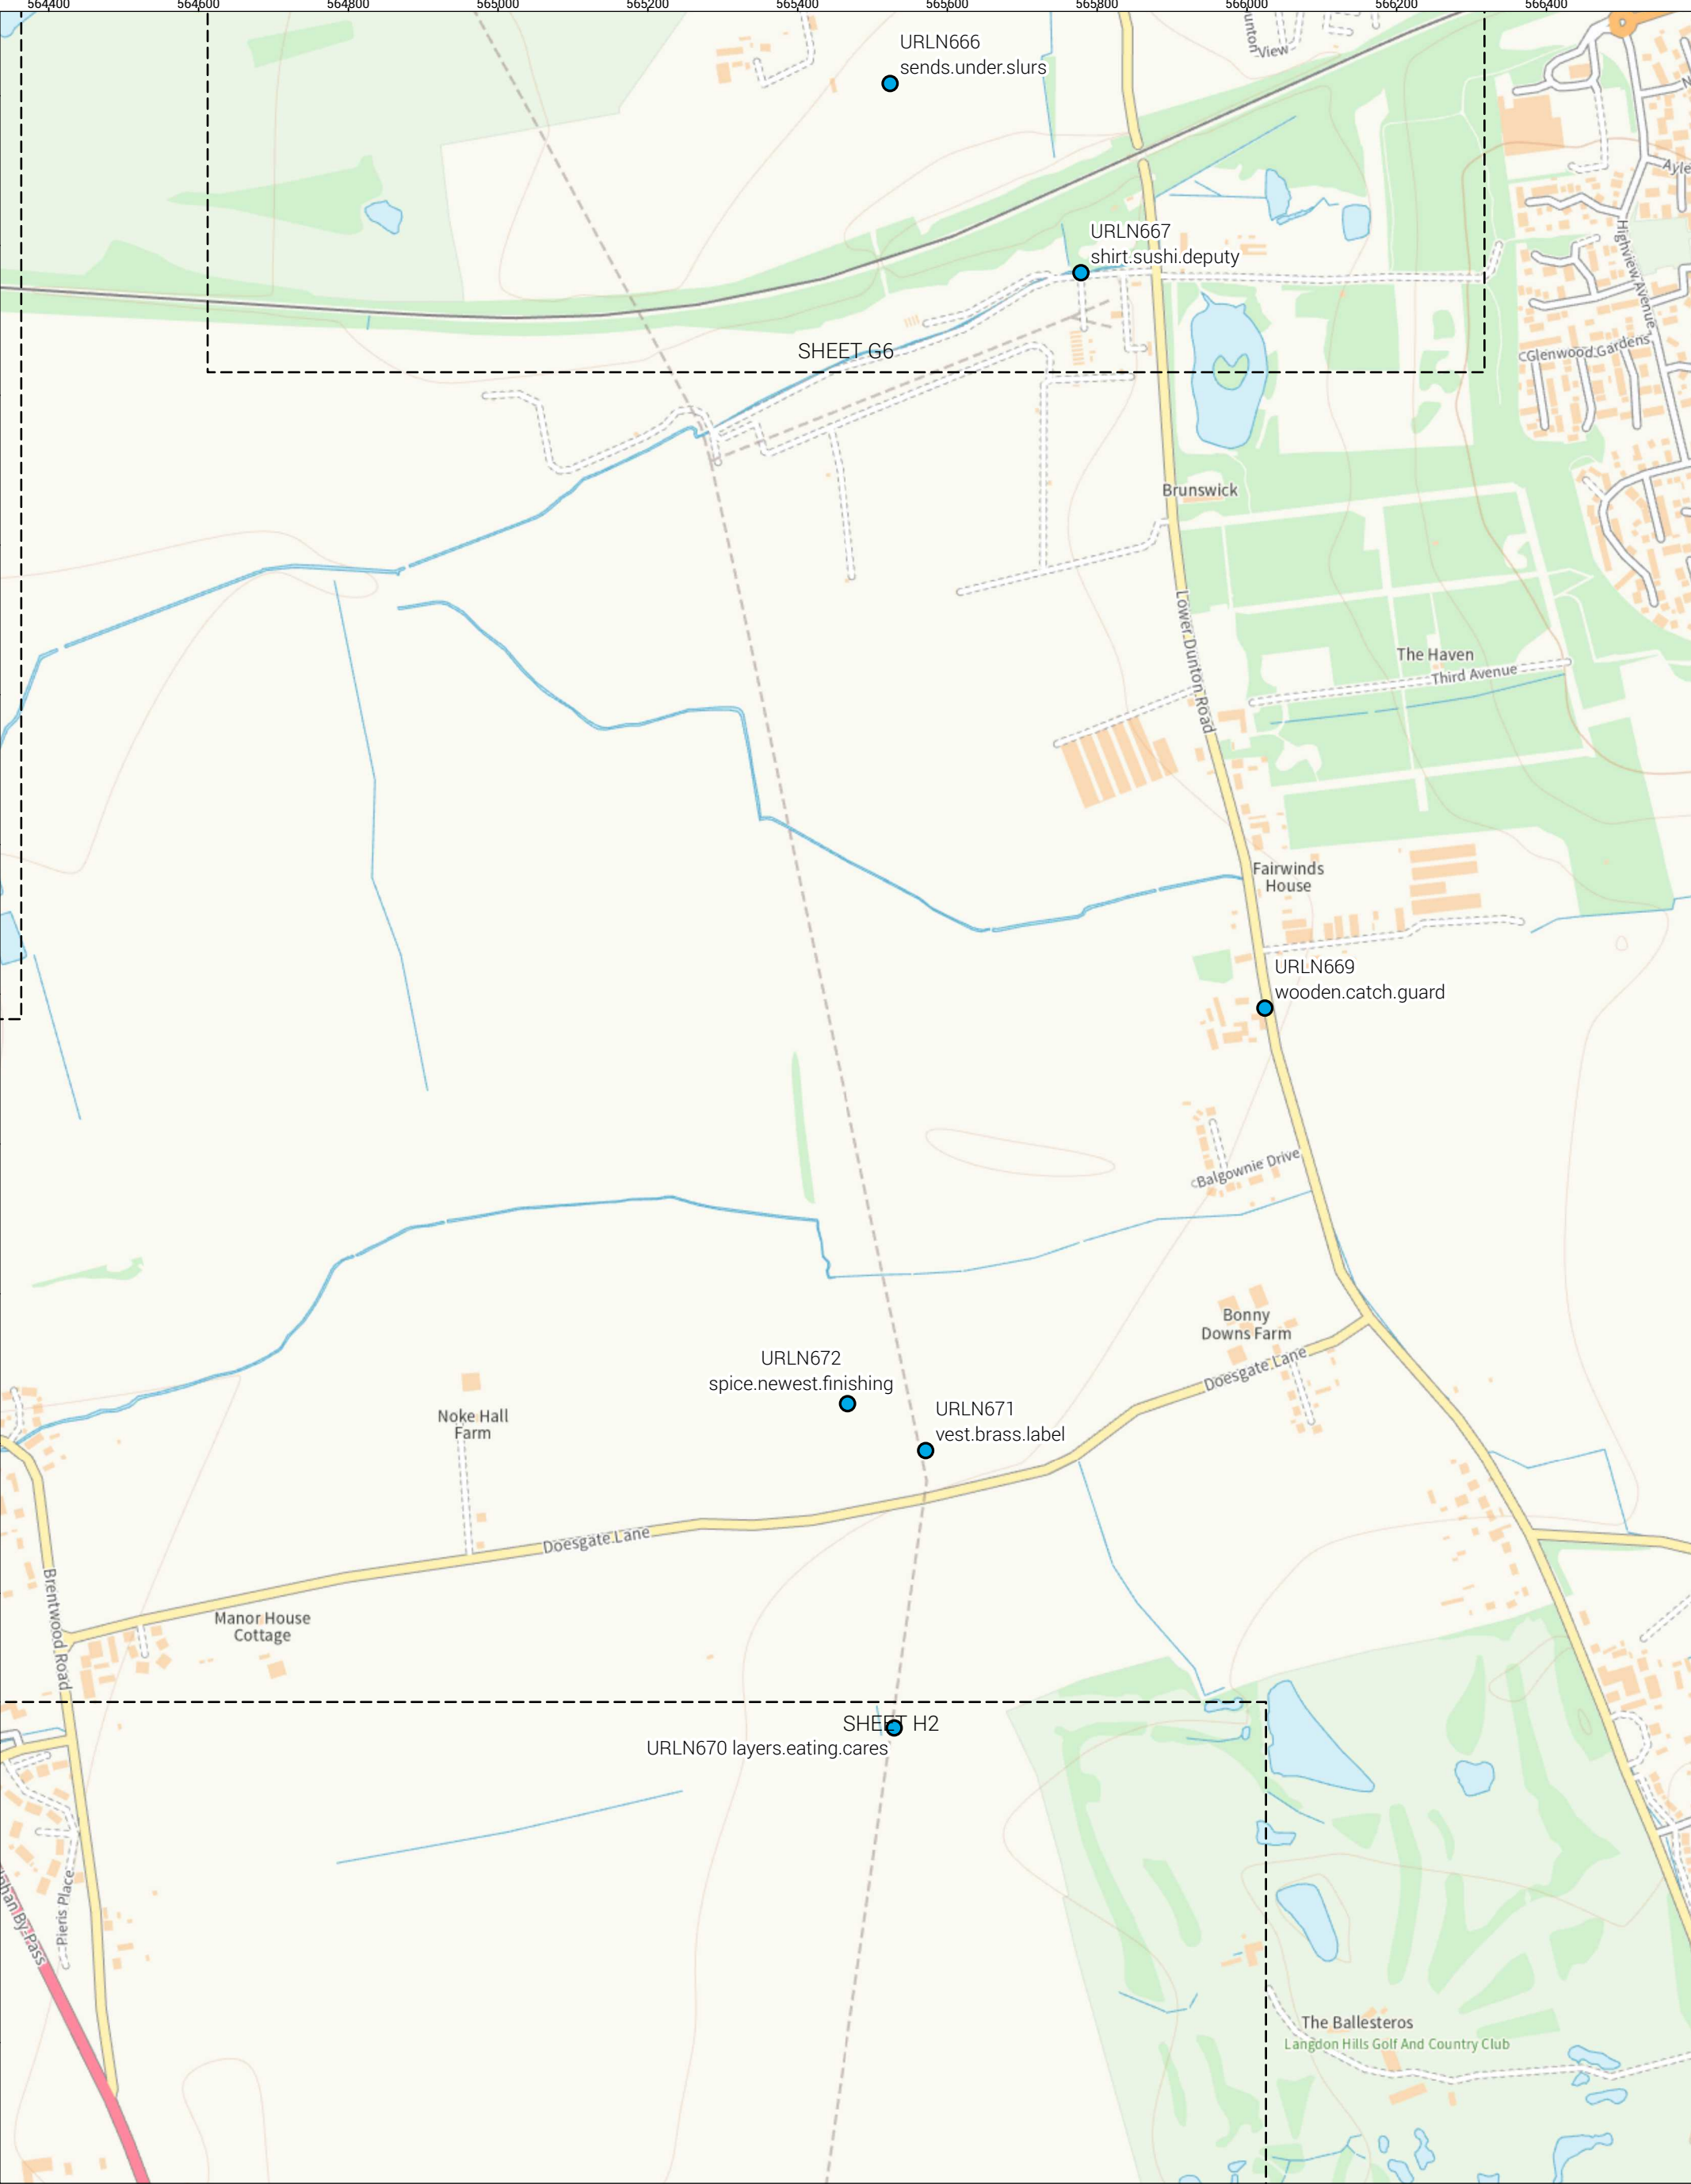 564400 564600 564800 565000 565200 565400 565600 565800 566000 566200 566400
URLN666
sends.under.slurs
View
URLN667
shirt.sushi.deputy
Highview Avenue
SHEET G6
Glenwood Gardens
Brunswick
Lower Dunton Road
The Haven
Third Avenue
Fairwinds
House
URLN669
wooden.catch.guard
Balgownie Drive
Bonny
Downs Farm
Doesgate Lane
URLN672
spice.newest.finishing
URLN671
vest.brass.label
Noke Hall
Farm
Doesgate Lane
Brentwood Road
Manor House
Cottage
SHEET H2
URLN670 layers.eating.cares
Pieris Place
By-Pass
The Ballesteros
Langdon Hills Golf And Country Club